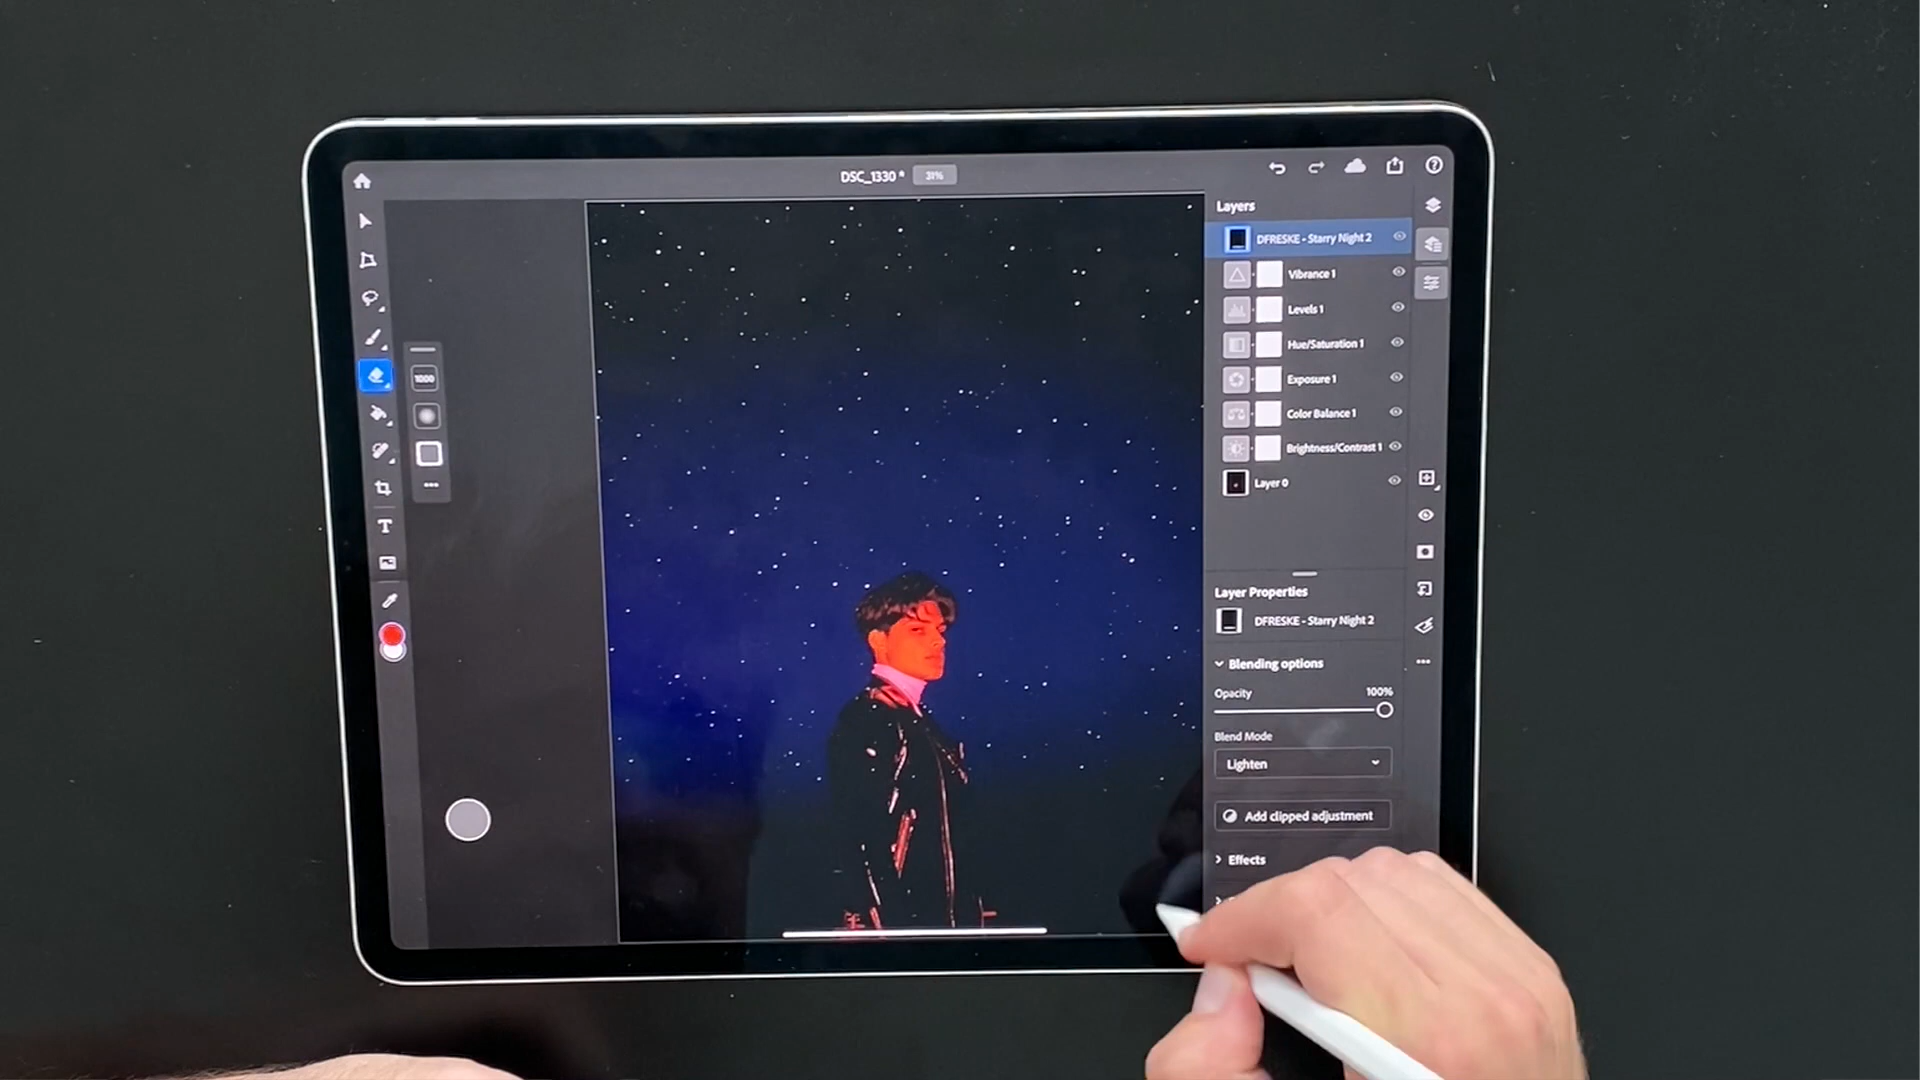 DSC_1330 * 31%
Layers
DFRESKE - Starry Night 2
Vibrance 1
Levels 1
Hue/Saturation 1
Exposure 1
Color Balance 1
Brightness/Contrast 1
Layer 0
1000
T
Layer Properties
DFRESKE - Starry Night 2
Blending options
Opacity 100%
Blend Mode
Lighten
Add clipped adjustment
Effects